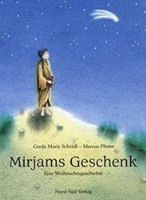 Gerda Marie Scheidl – Marcus Pfister
Mirjams Geschenk
Eine Weihnachtsgeschichte
Nord-Süd Verlag